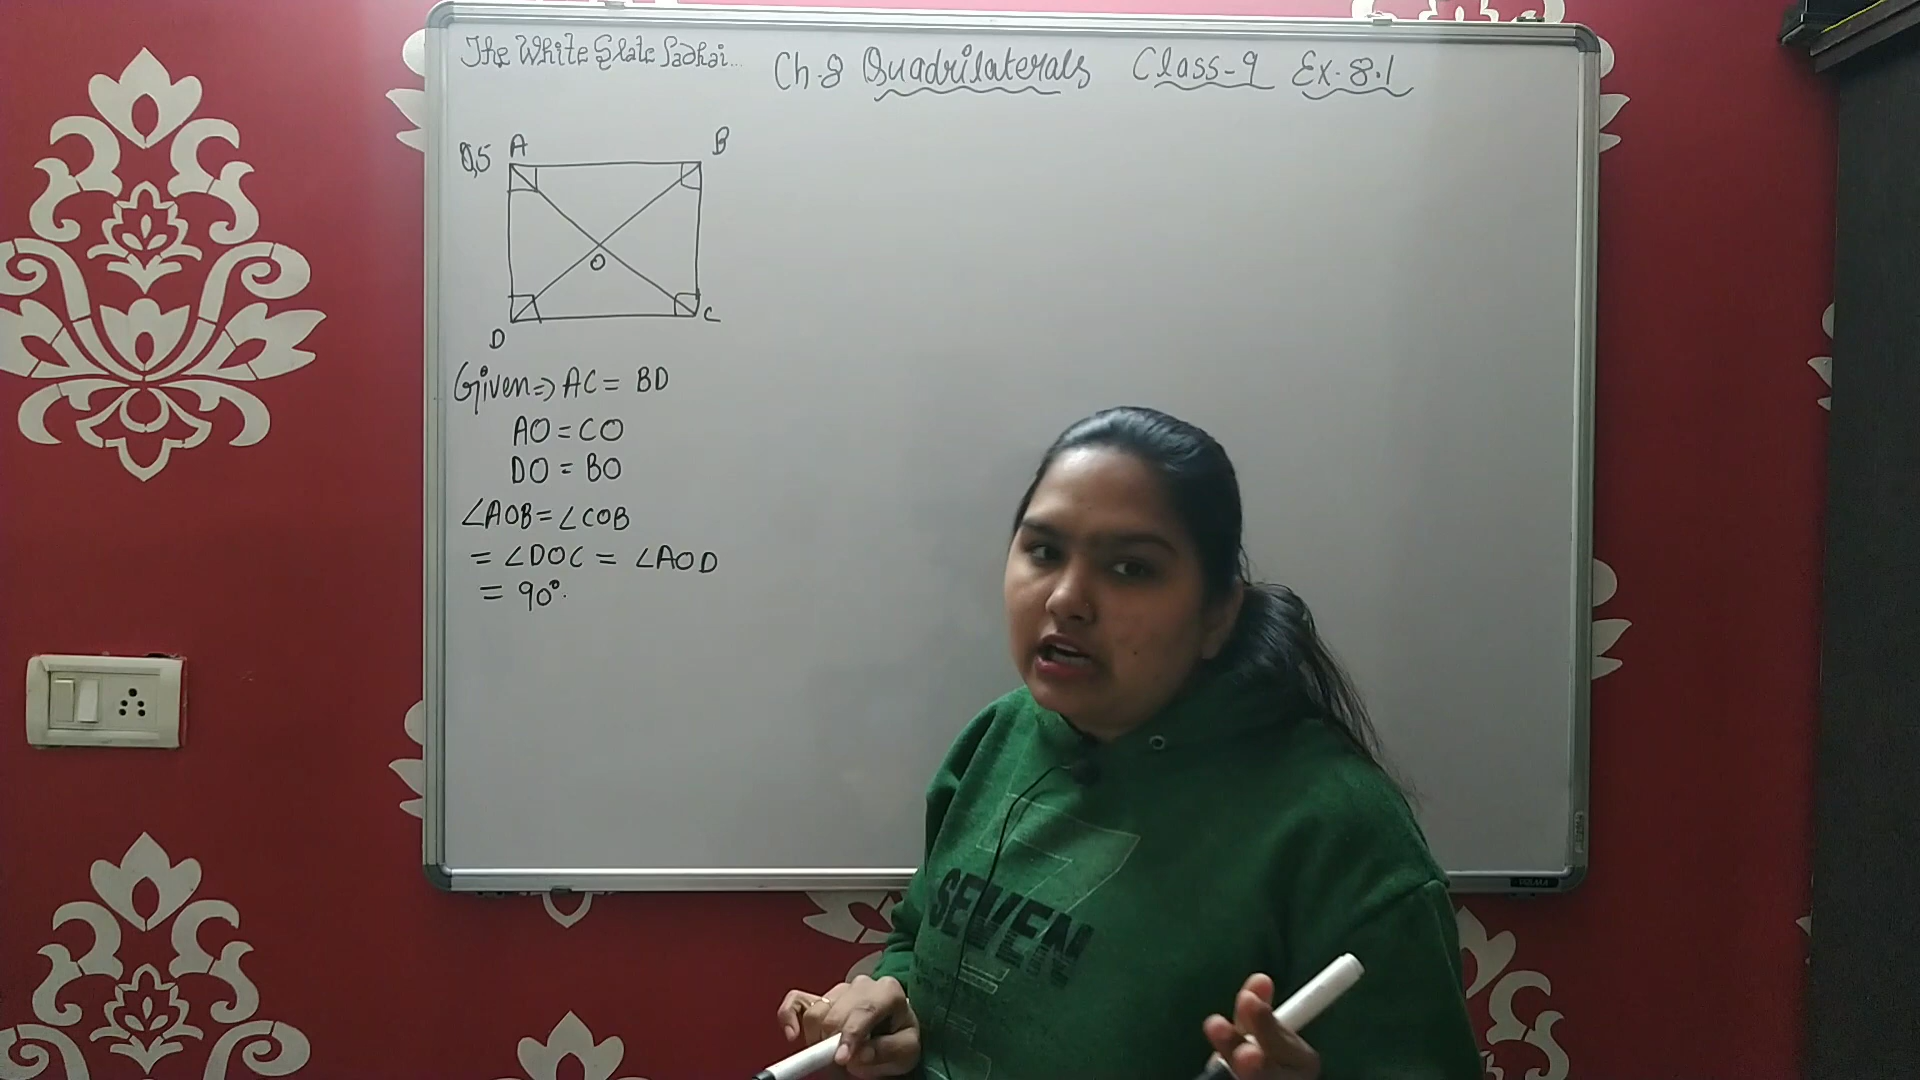 The White Slate Padhai...
Ch-8 Quadrilaterals Class-9 Ex-8.1
Q.5
A B
O
D C
Given⇒ AC = BD
AO = CO
DO = BO
∠AOB = ∠COB
= ∠DOC = ∠AOD
= 90°.
SEVEN